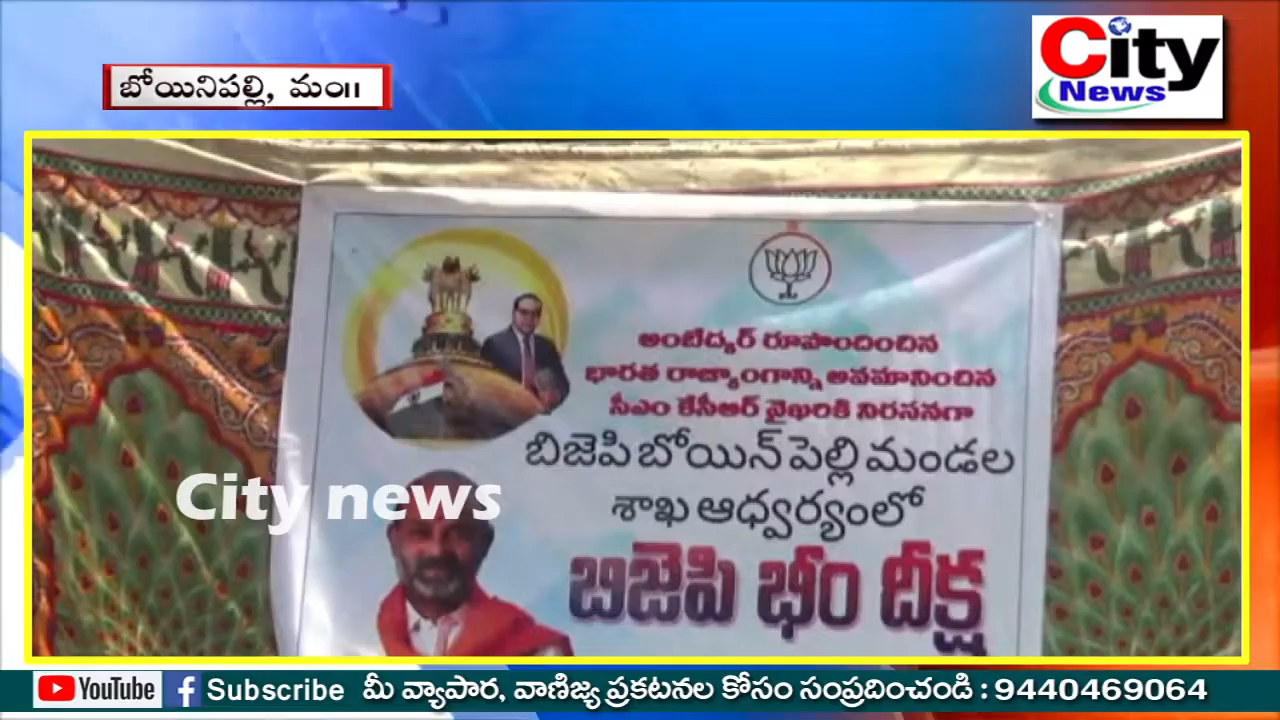 City News
బోయినిపల్లి, మంII
అంబేద్కర్ రూపొందించిన
భారత రాజ్యాంగాన్ని అవమానించిన
సీఎం కేసీఆర్ వైఖరికి నిరసనగా
బిజెపి బోయిన్ పెల్లి మండల
శాఖ ఆధ్వర్యంలో
బిజెపి భీం దీక్ష
City news
YouTube f Subscribe మీ వ్యాపార, వాణిజ్య ప్రకటనల కోసం సంప్రదించండి : 9440469064